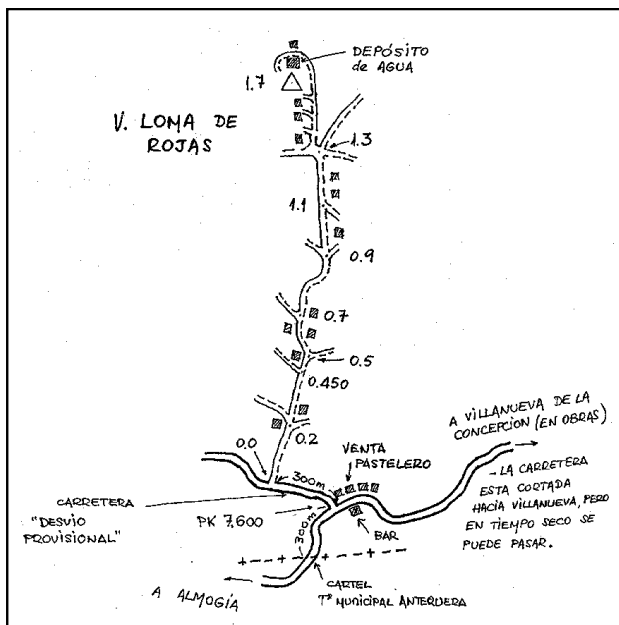 DEPÓSITO
de AGUA
1.7
V. LOMA DE
ROJAS
1.3
1.1
0.9
0.7
0.5
0.450
A VILLANUEVA DE LA
CONCEPCION (EN OBRAS)
0.2
0.0
VENTA
PASTELERO
300m
- LA CARRETERA
ESTA CORTADA
HACIA VILLANUEVA, PERO
EN TIEMPO SECO SE
PUEDE PASAR.
CARRETERA
"DESVIO
PROVISIONAL"
PK 7,600
BAR
300m
CARTEL
Tº MUNICIPAL ANTEQUERA
A ALMOGÍA